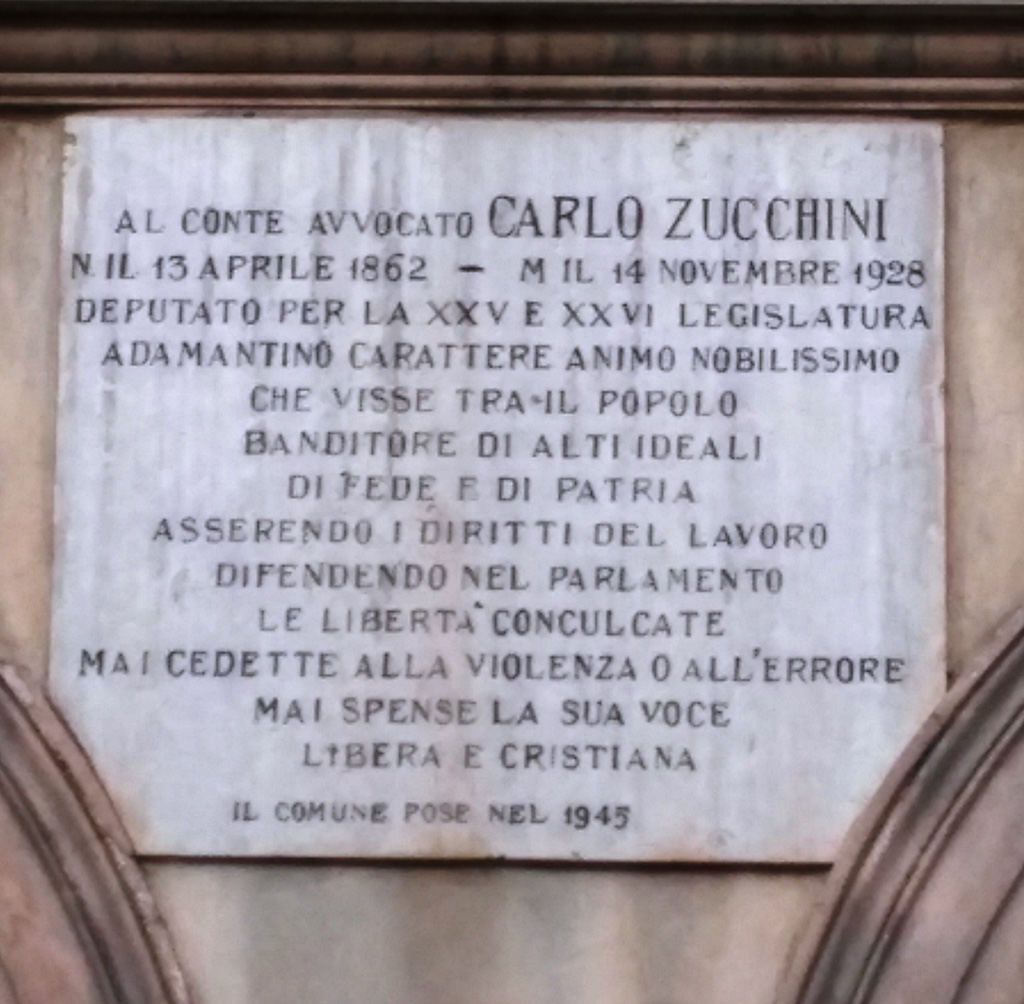 AL CONTE AVVOCATO CARLO ZUCCHINI
N. IL 13 APRILE 1862 – M IL 14 NOVEMBRE 1928
DEPUTATO PER LA XXV E XXVI LEGISLATURA
ADAMANTINO CARATTERE ANIMO NOBILISSIMO
CHE VISSE TRA IL POPOLO
BANDITORE DI ALTI IDEALI
DI FEDE E DI PATRIA
ASSERENDO I DIRITTI DEL LAVORO
DIFENDENDO NEL PARLAMENTO
LE LIBERTA' CONCULCATE
MAI CEDETTE ALLA VIOLENZA O ALL'ERRORE
MAI SPENSE LA SUA VOCE
LIBERA E CRISTIANA
IL COMUNE POSE NEL 1945